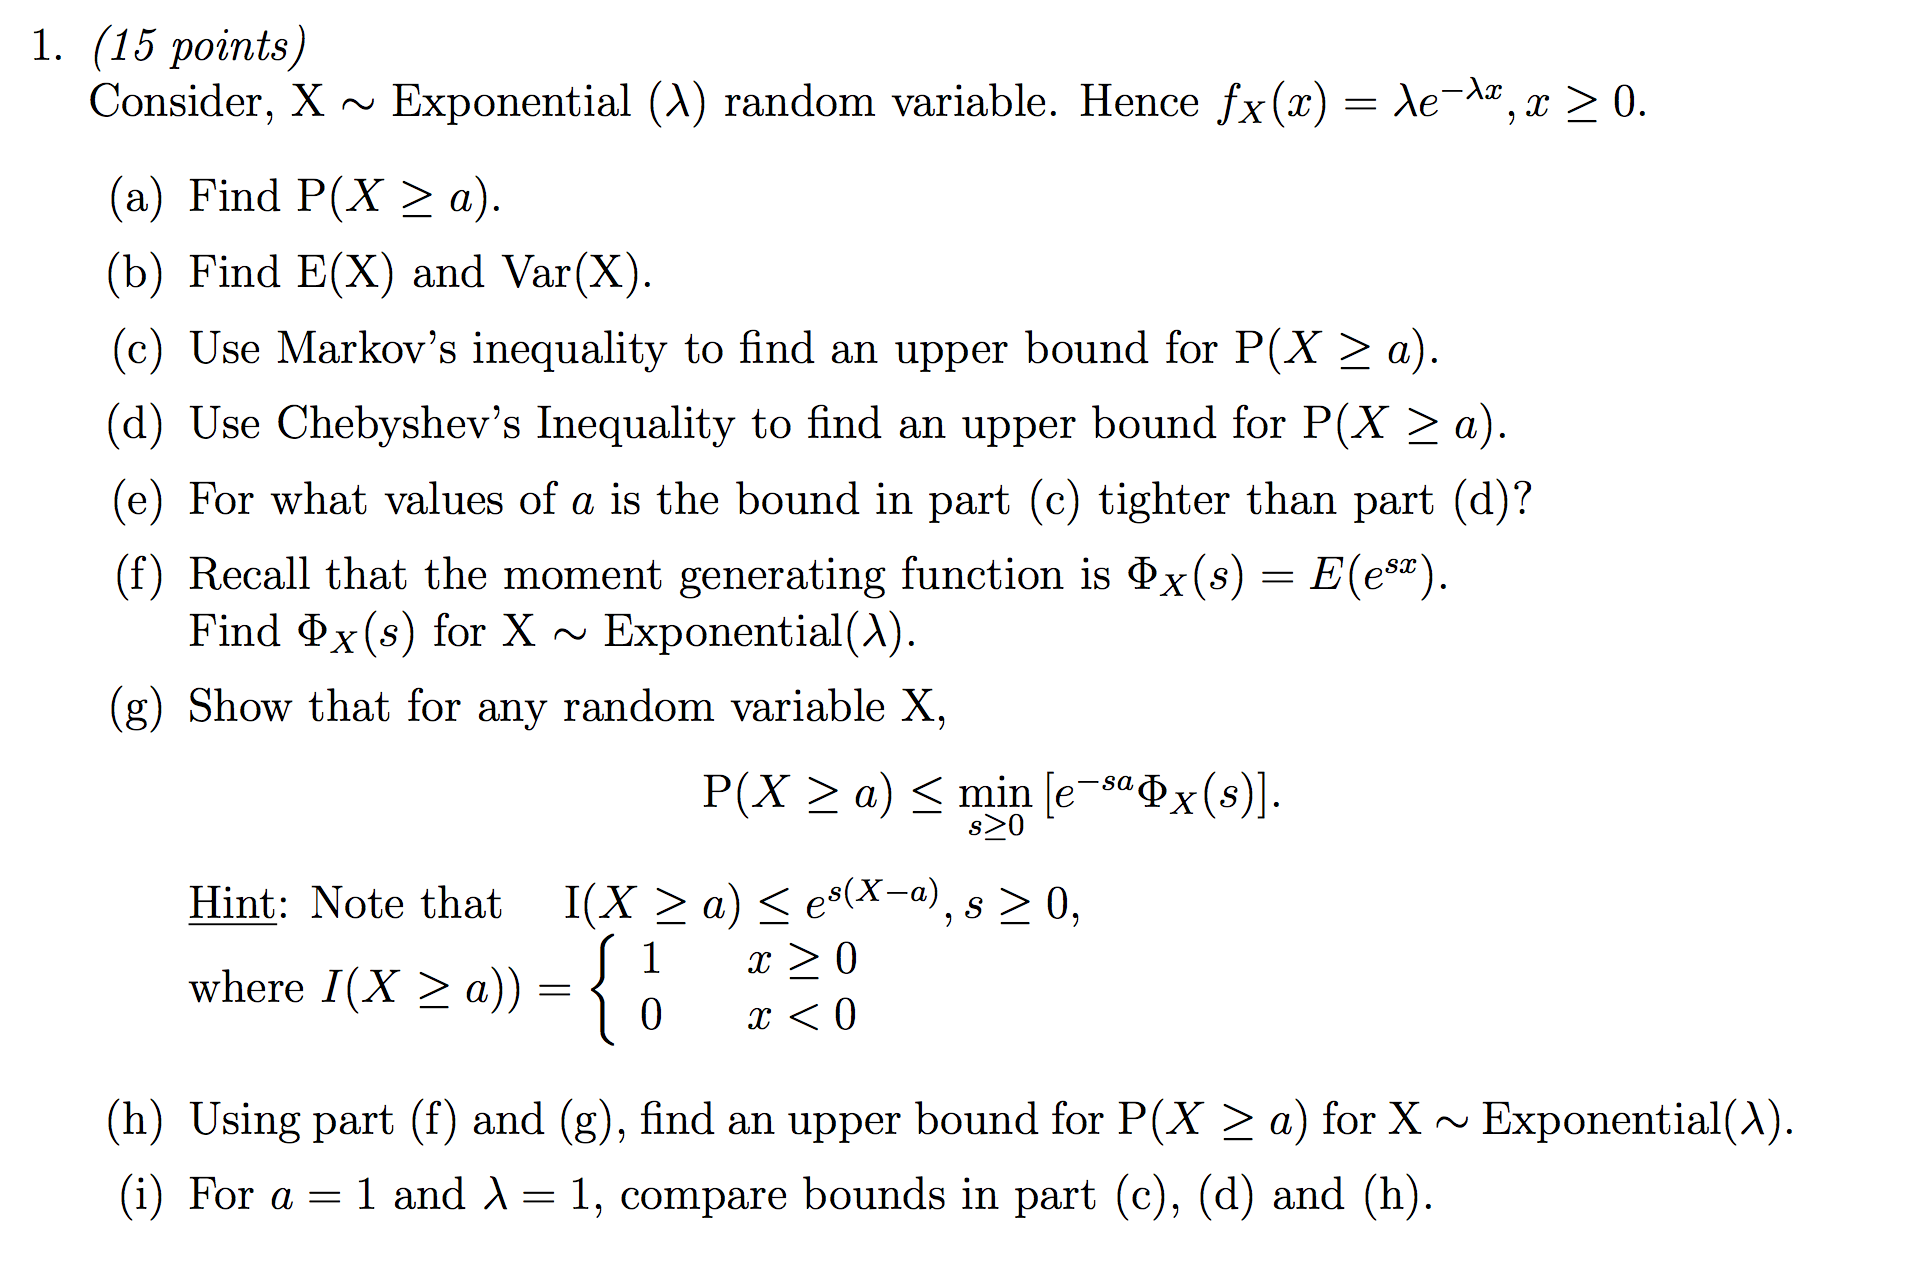 1. (15 points)
Consider, X ∼ Exponential (λ) random variable. Hence f_X(x) = λe^{−λx}, x ≥ 0.
(a) Find P(X ≥ a).
(b) Find E(X) and Var(X).
(c) Use Markov’s inequality to find an upper bound for P(X ≥ a).
(d) Use Chebyshev’s Inequality to find an upper bound for P(X ≥ a).
(e) For what values of a is the bound in part (c) tighter than part (d)?
(f) Recall that the moment generating function is Φ_X(s) = E(e^{sx}).
Find Φ_X(s) for X ∼ Exponential(λ).
(g) Show that for any random variable X,
P(X ≥ a) ≤ min_{s≥0} [e^{−sa}Φ_X(s)].
Hint: Note that I(X ≥ a) ≤ e^{s(X−a)}, s ≥ 0,
where I(X ≥ a)) = { 1 x ≥ 0
0 x < 0
(h) Using part (f) and (g), find an upper bound for P(X ≥ a) for X ∼ Exponential(λ).
(i) For a = 1 and λ = 1, compare bounds in part (c), (d) and (h).